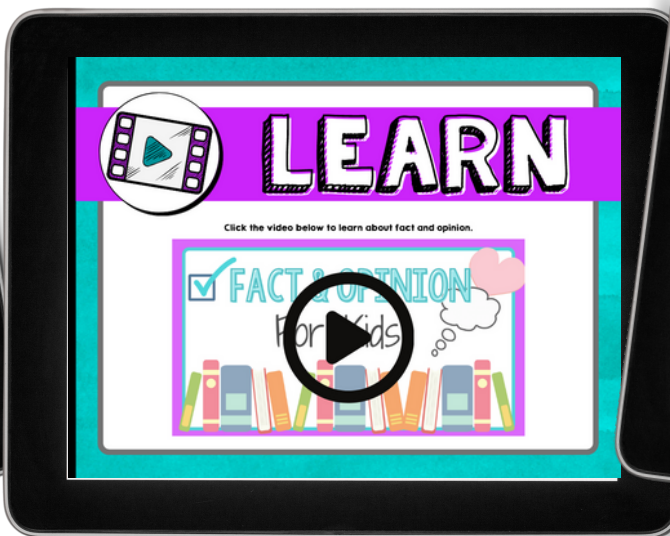 LEARN
Click the video below to learn about fact and opinion.
FACT & OPINION
For Kids